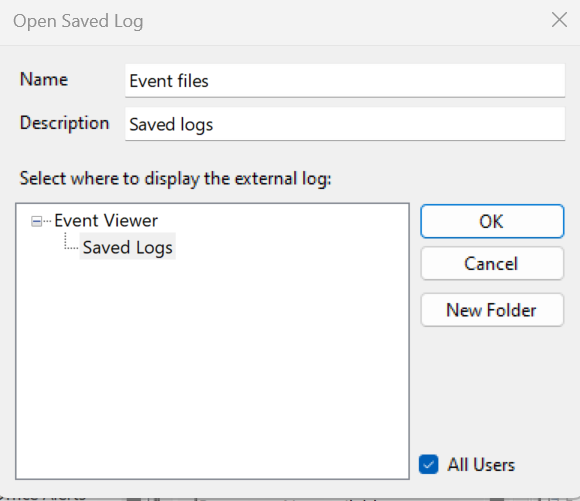 Open Saved Log
Name
Event files
Description
Saved logs
Select where to display the external log:
Event Viewer
Saved Logs
OK
Cancel
New Folder
All Users